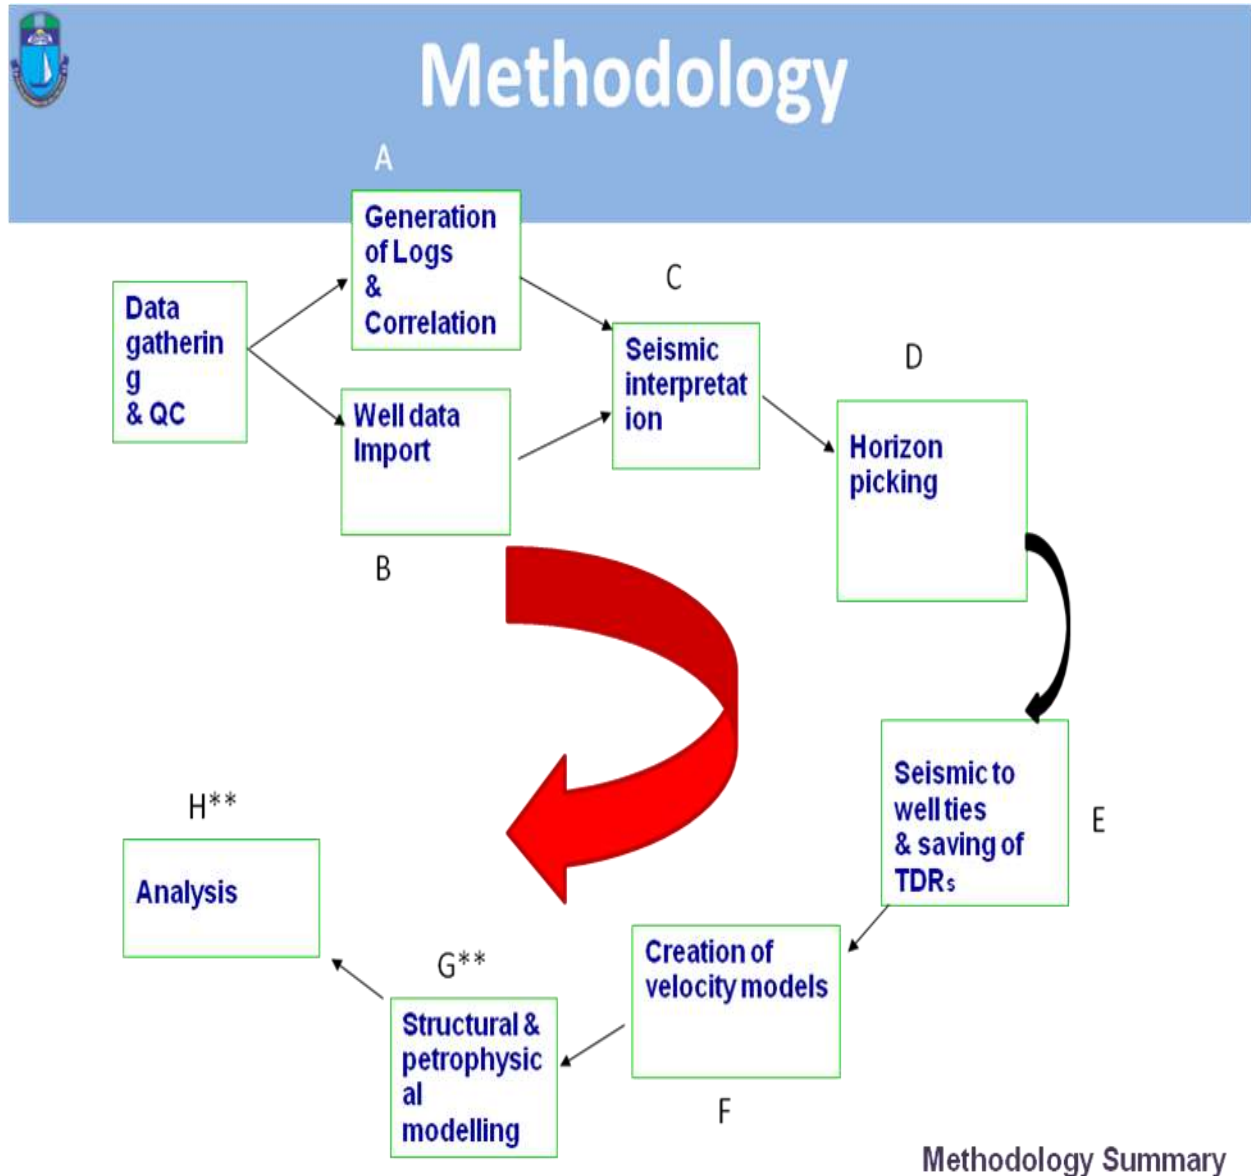 Methodology
A
Generation
of Logs
&
Correlation
Data
gatherin
g
& QC
Well data
Import
B
C
Seismic
interpretat
ion
D
Horizon
picking
Seismic to
well ties
& saving of
TDRs
E
Creation of
velocity models
F
G**
Structural &
petrophysic
al
modelling
H**
Analysis
Methodology Summary